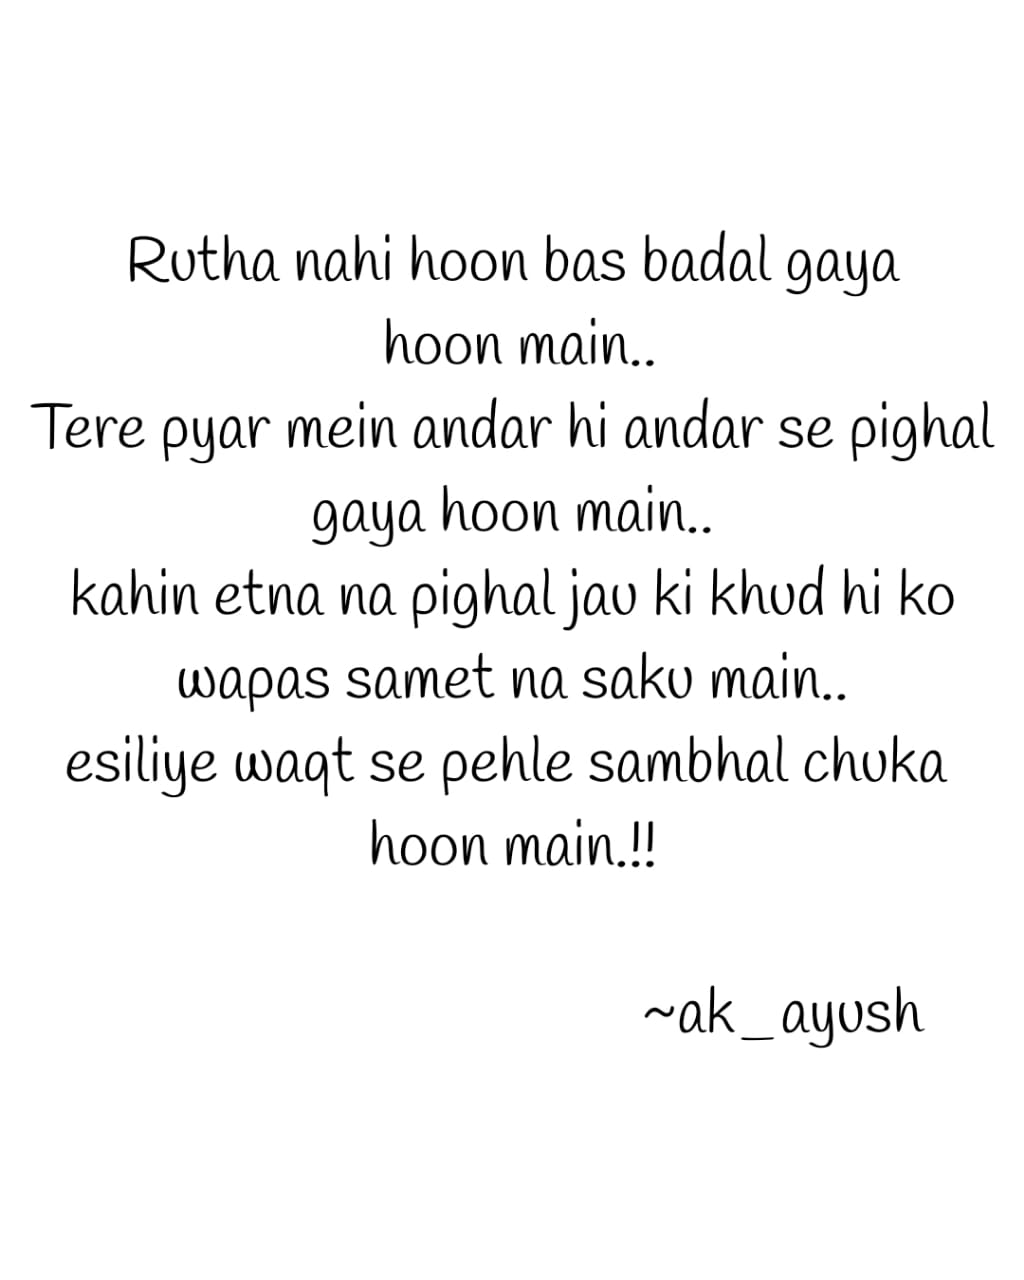 Rutha nahi hoon bas badal gaya
hoon main..
Tere pyar mein andar hi andar se pighal
gaya hoon main..
kahin etna na pighal jau ki khud hi ko
wapas samet na saku main..
esiliye waqt se pehle sambhal chuka
hoon main.!!
~ak_ayush